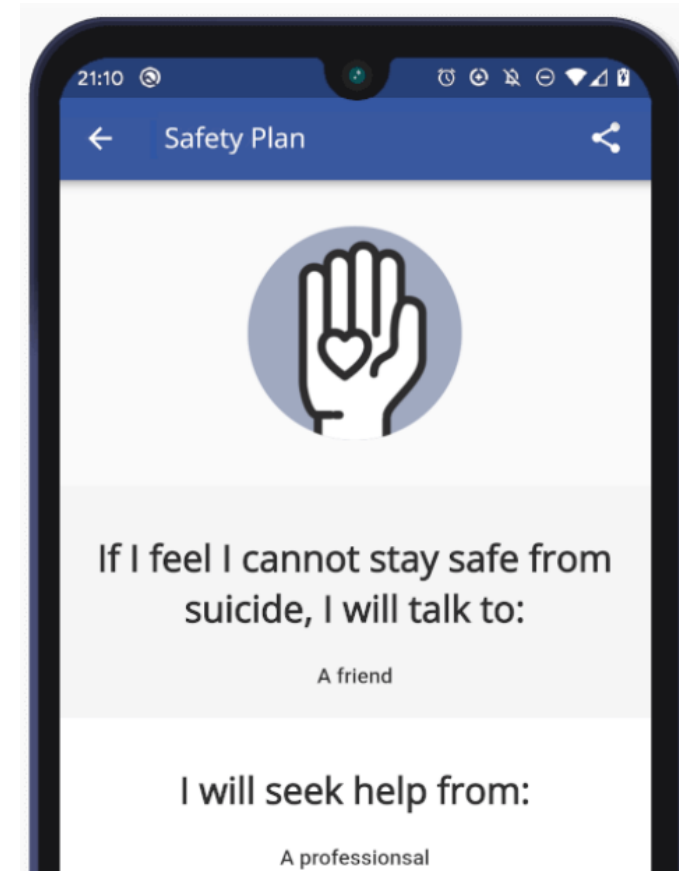 21:10
Safety Plan
If I feel I cannot stay safe from
suicide, I will talk to:
A friend
I will seek help from:
A professionsal